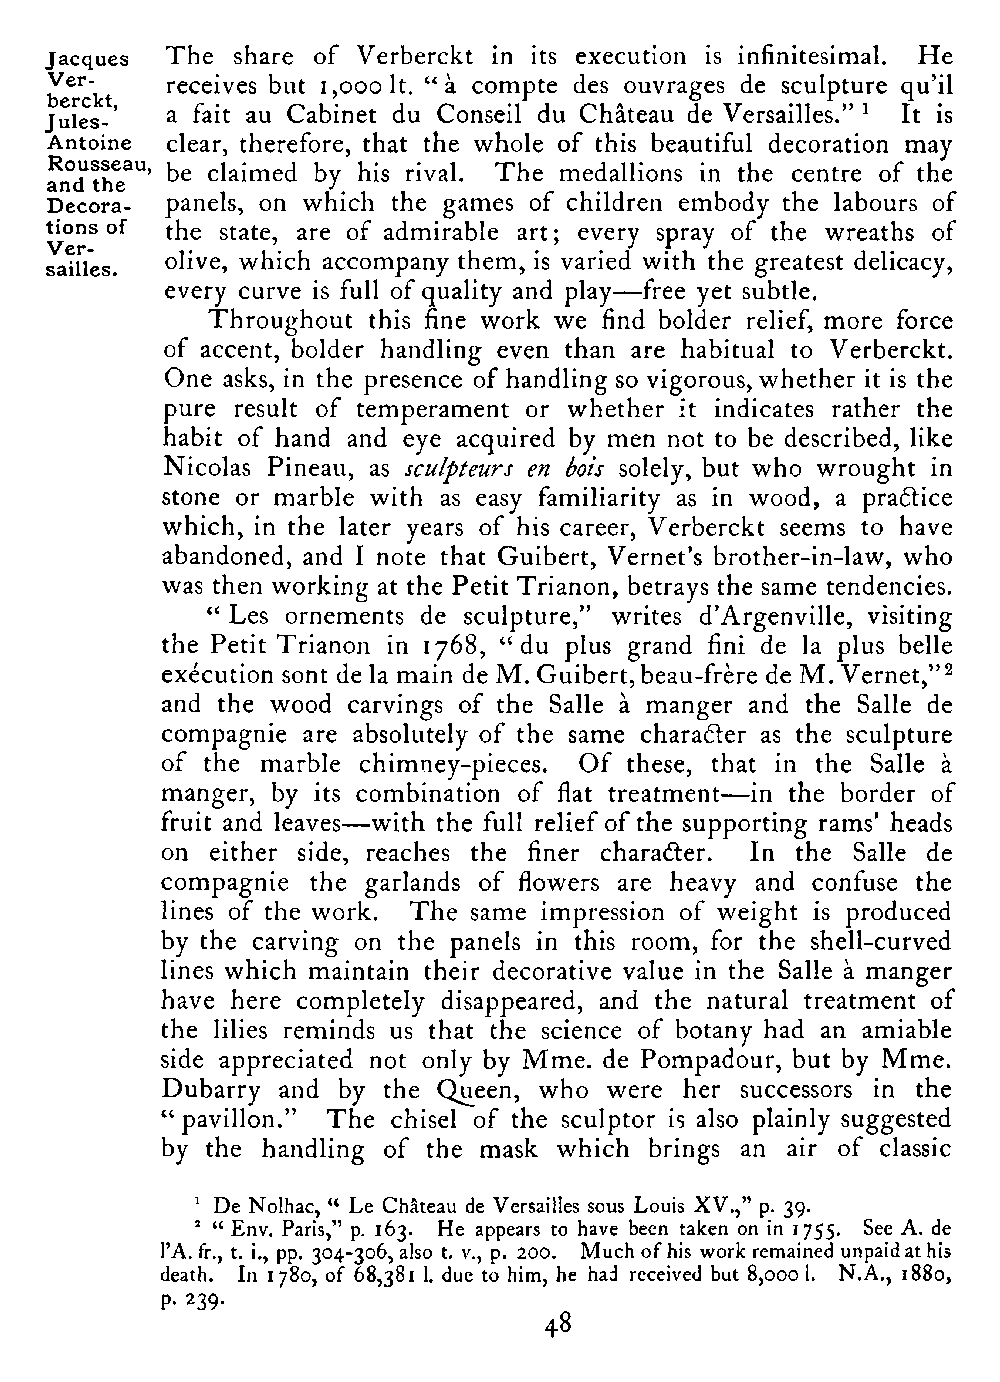 Jacques
Ver-
berckt,
Jules-
Antoine
Rousseau,
and the
Decora-
tions of
Ver-
sailles.
The share of Verberckt in its execution is infinitesimal. He
receives but 1,000 lt. “à compte des ouvrages de sculpture qu’il
a fait au Cabinet du Conseil du Château de Versailles.” ¹ It is
clear, therefore, that the whole of this beautiful decoration may
be claimed by his rival. The medallions in the centre of the
panels, on which the games of children embody the labours of
the state, are of admirable art; every spray of the wreaths of
olive, which accompany them, is varied with the greatest delicacy,
every curve is full of quality and play—free yet subtle.
Throughout this fine work we find bolder relief, more force
of accent, bolder handling even than are habitual to Verberckt.
One asks, in the presence of handling so vigorous, whether it is the
pure result of temperament or whether it indicates rather the
habit of hand and eye acquired by men not to be described, like
Nicolas Pineau, as sculpteurs en bois solely, but who wrought in
stone or marble with as easy familiarity as in wood, a practice
which, in the later years of his career, Verberckt seems to have
abandoned, and I note that Guibert, Vernet’s brother-in-law, who
was then working at the Petit Trianon, betrays the same tendencies.
“ Les ornements de sculpture,” writes d’Argenville, visiting
the Petit Trianon in 1768, “ du plus grand fini de la plus belle
exécution sont de la main de M. Guibert, beau-frère de M. Vernet,” ²
and the wood carvings of the Salle à manger and the Salle de
compagnie are absolutely of the same character as the sculpture
of the marble chimney-pieces. Of these, that in the Salle à
manger, by its combination of flat treatment—in the border of
fruit and leaves—with the full relief of the supporting rams' heads
on either side, reaches the finer character. In the Salle de
compagnie the garlands of flowers are heavy and confuse the
lines of the work. The same impression of weight is produced
by the carving on the panels in this room, for the shell-curved
lines which maintain their decorative value in the Salle à manger
have here completely disappeared, and the natural treatment of
the lilies reminds us that the science of botany had an amiable
side appreciated not only by Mme. de Pompadour, but by Mme.
Dubarry and by the Queen, who were her successors in the
“ pavillon.” The chisel of the sculptor is also plainly suggested
by the handling of the mask which brings an air of classic
¹ De Nolhac, “ Le Château de Versailles sous Louis XV.,” p. 39.
² “ Env. Paris,” p. 163. He appears to have been taken on in 1755. See A. de
l’A. fr., t. i., pp. 304-306, also t. v., p. 200. Much of his work remained unpaid at his
death. In 1780, of 68,381 l. due to him, he had received but 8,000 l. N.A., 1880,
p. 239.
48